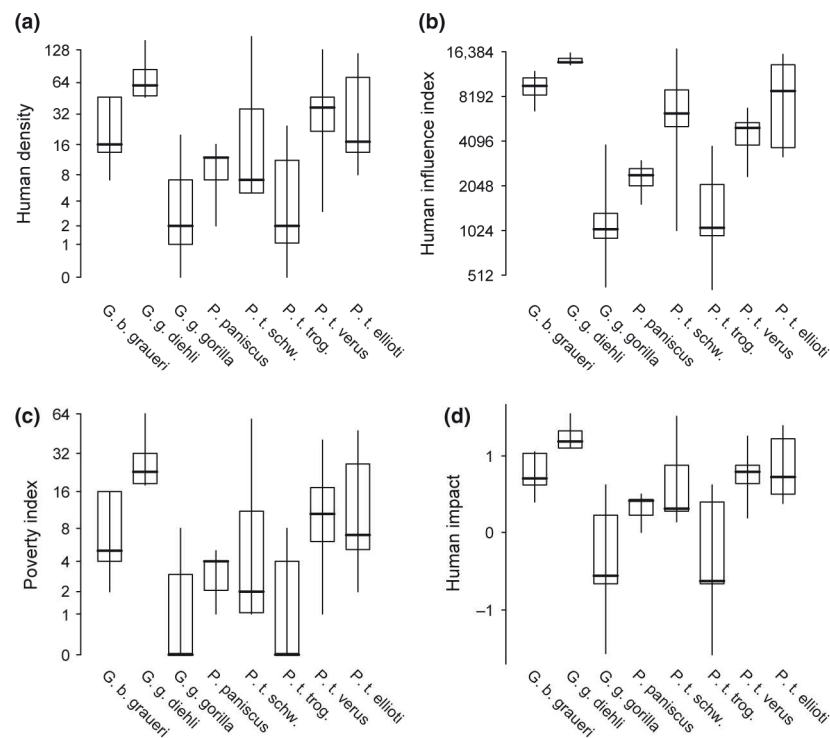 (a)
Human density
128
64
32
16
8
4
2
1
0
G. b. graueri
G. g. diehli
G. g. gorilla
P. paniscus
P. t. schw.
P. t. trog.
P. t. verus
P. t. ellioti
(b)
Human influence index
16,384
8192
4096
2048
1024
512
G. b. graueri
G. g. diehli
G. g. gorilla
P. paniscus
P. t. schw.
P. t. trog.
P. t. verus
P. t. ellioti
(c)
Poverty index
64
32
16
8
4
2
1
0
G. b. graueri
G. g. diehli
G. g. gorilla
P. paniscus
P. t. schw.
P. t. trog.
P. t. verus
P. t. ellioti
(d)
Human impact
1
0
–1
G. b. graueri
G. g. diehli
G. g. gorilla
P. paniscus
P. t. schw.
P. t. trog.
P. t. verus
P. t. ellioti